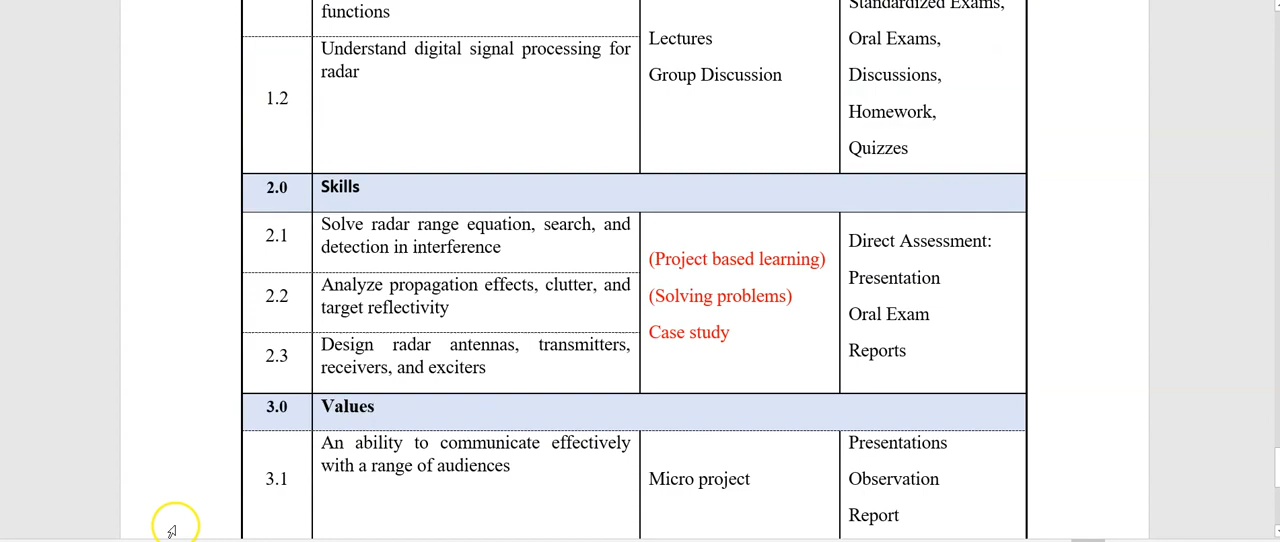 Standardized Exams,
functions
Lectures
Oral Exams,
1.2
Understand digital signal processing for
radar
Group Discussion
Discussions,
Homework,
Quizzes
2.0
Skills
2.1
Solve radar range equation, search, and
detection in interference
(Project based learning)
(Solving problems)
Case study
Direct Assessment:
Presentation
Oral Exam
Reports
2.2
Analyze propagation effects, clutter, and
target reflectivity
2.3
Design radar antennas, transmitters,
receivers, and exciters
3.0
Values
3.1
An ability to communicate effectively
with a range of audiences
Micro project
Presentations
Observation
Report